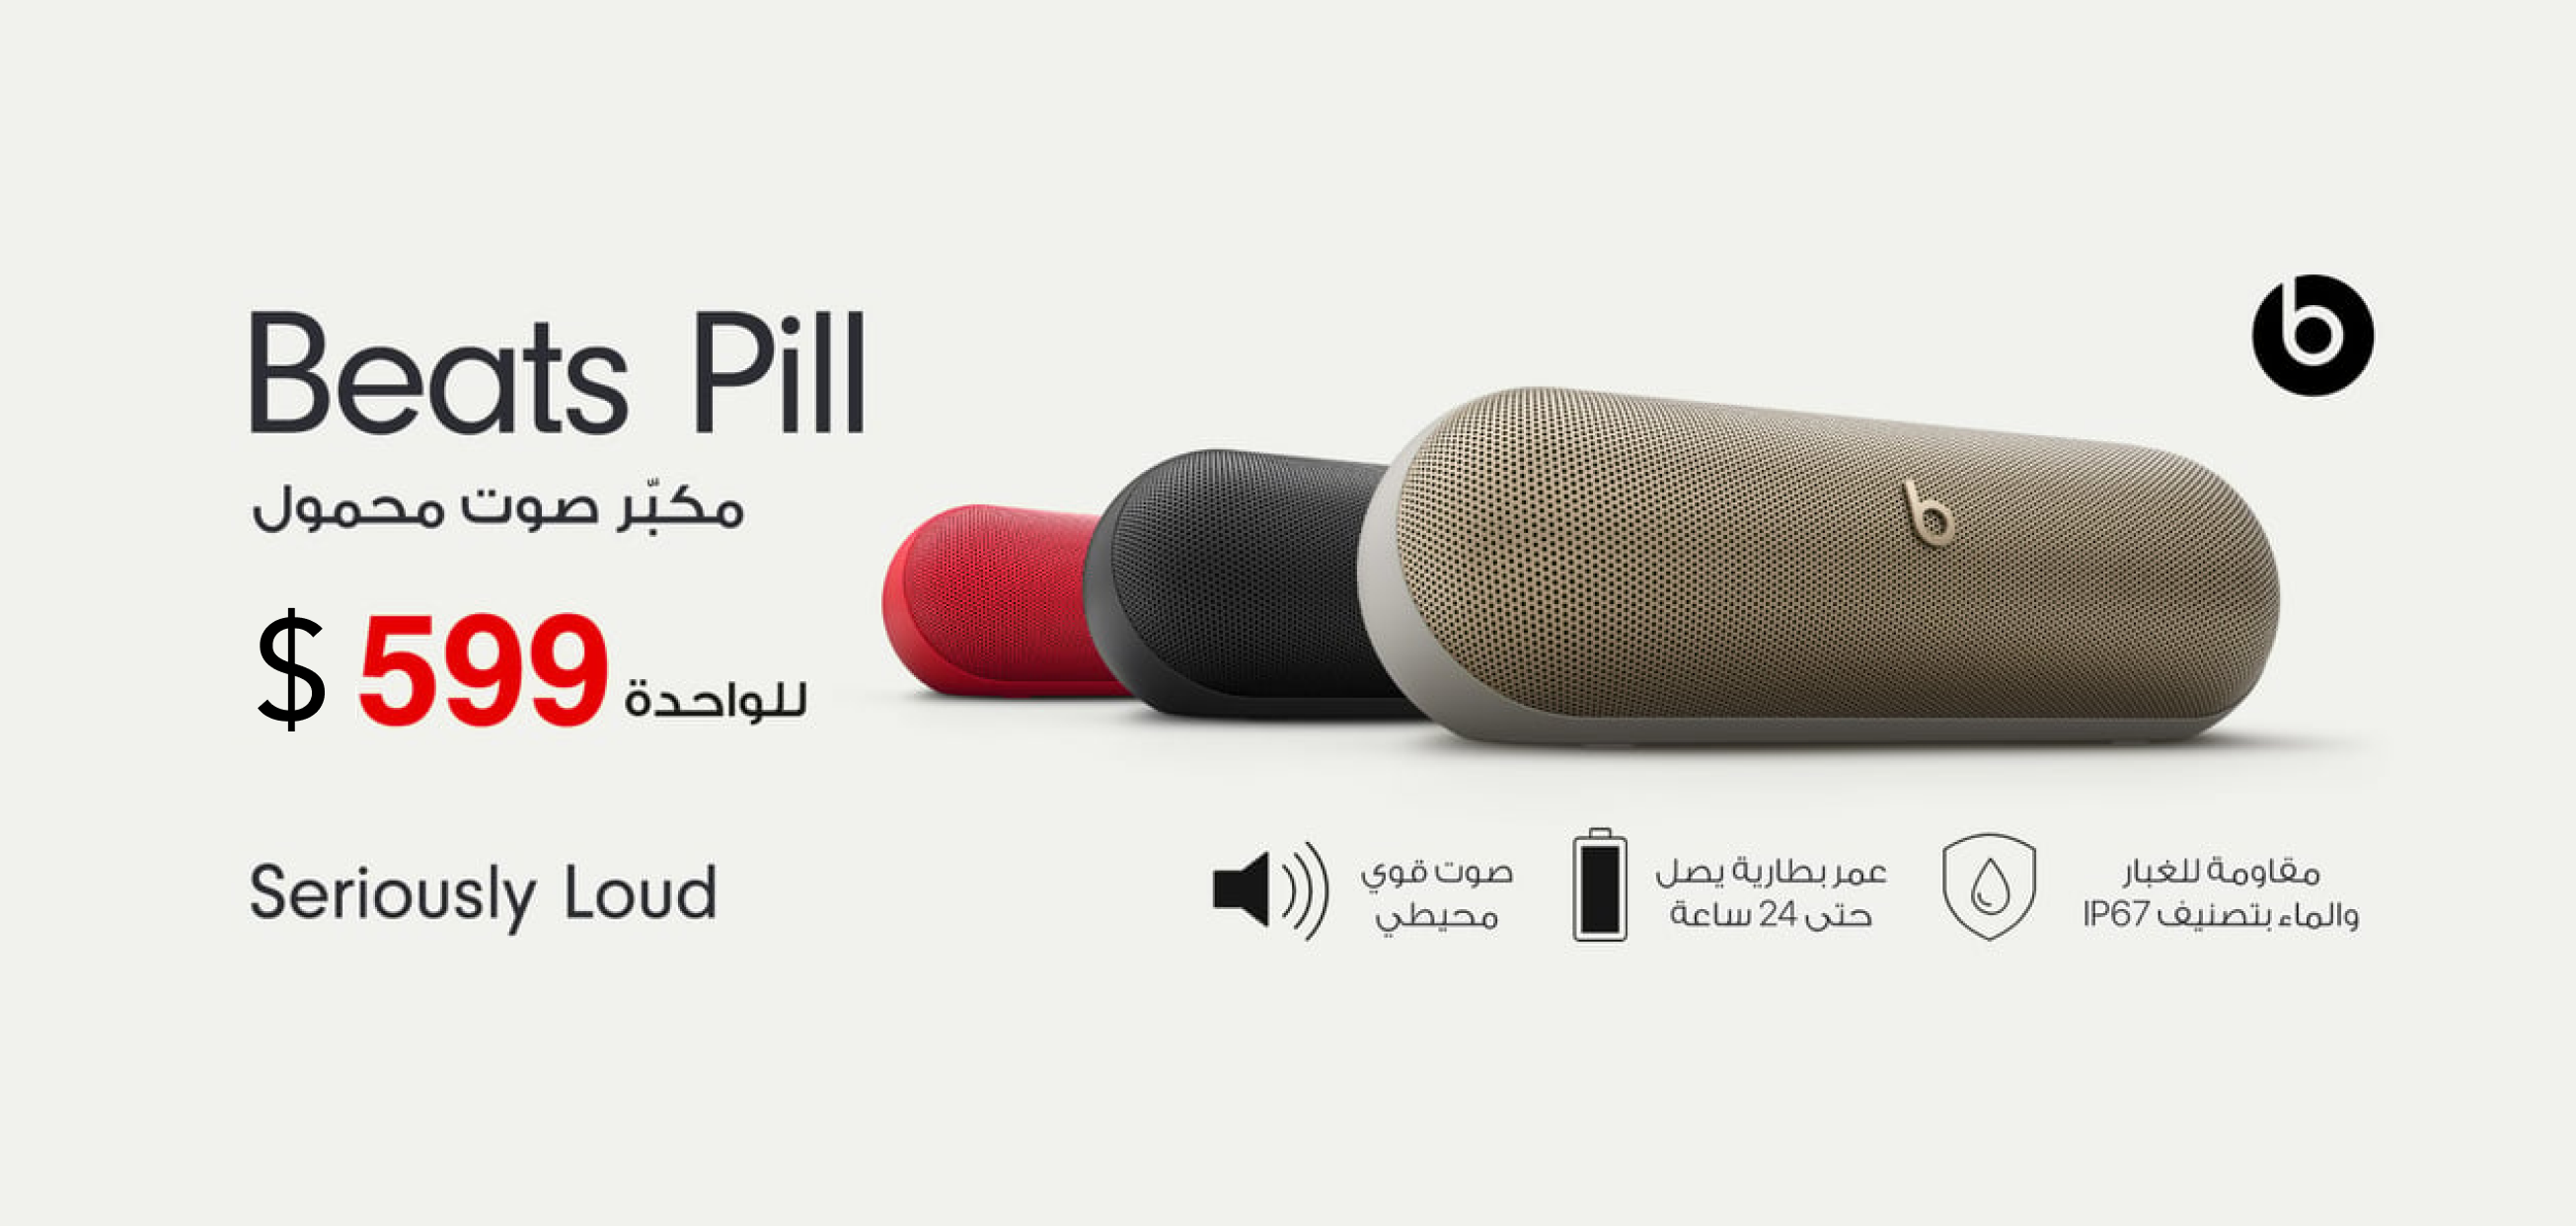 Beats Pill
مكبّر صوت محمول
$ 599 للواحدة
Seriously Loud
صوت قوي
محيطي
عمر بطارية يصل
حتى 24 ساعة
مقاومة للغبار
والماء بتصنيف IP67